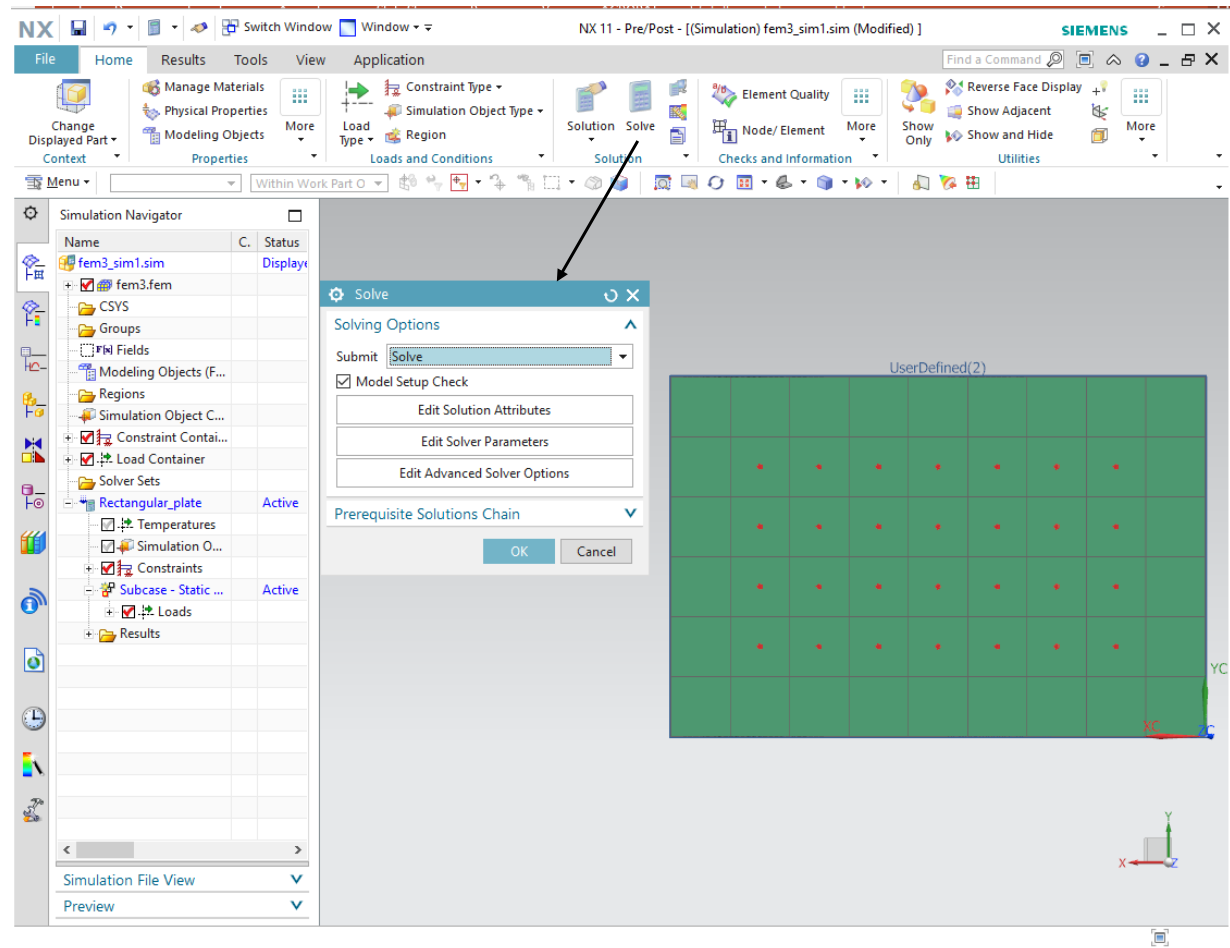 NX
Switch Window
Window
NX 11 - Pre/Post - [(Simulation) fem3_sim1.sim (Modified) ]
SIEMENS
File
Home
Results
Tools
View
Application
Find a Command
Change
Displayed Part
Context
Manage Materials
Physical Properties
Modeling Objects
More
Properties
Load
Type
Constraint Type
Simulation Object Type
Region
Loads and Conditions
Solution
Solve
Solution
Element Quality
Node/ Element
More
Checks and Information
Show
Only
Reverse Face Display
Show Adjacent
Show and Hide
More
Utilities
Menu
Within Work Part O
Simulation Navigator
Name
C.
Status
fem3_sim1.sim
Displaye
fem3.fem
CSYS
Groups
Fields
Modeling Objects (F...
Regions
Simulation Object C...
Constraint Contai...
Load Container
Solver Sets
Rectangular_plate
Active
Temperatures
Simulation O...
Constraints
Subcase - Static ...
Active
Loads
Results
Simulation File View
Preview
Solve
Solving Options
Submit
Solve
Model Setup Check
Edit Solution Attributes
Edit Solver Parameters
Edit Advanced Solver Options
Prerequisite Solutions Chain
OK
Cancel
UserDefined(2)
YC
XC
ZC
Y
X
Z